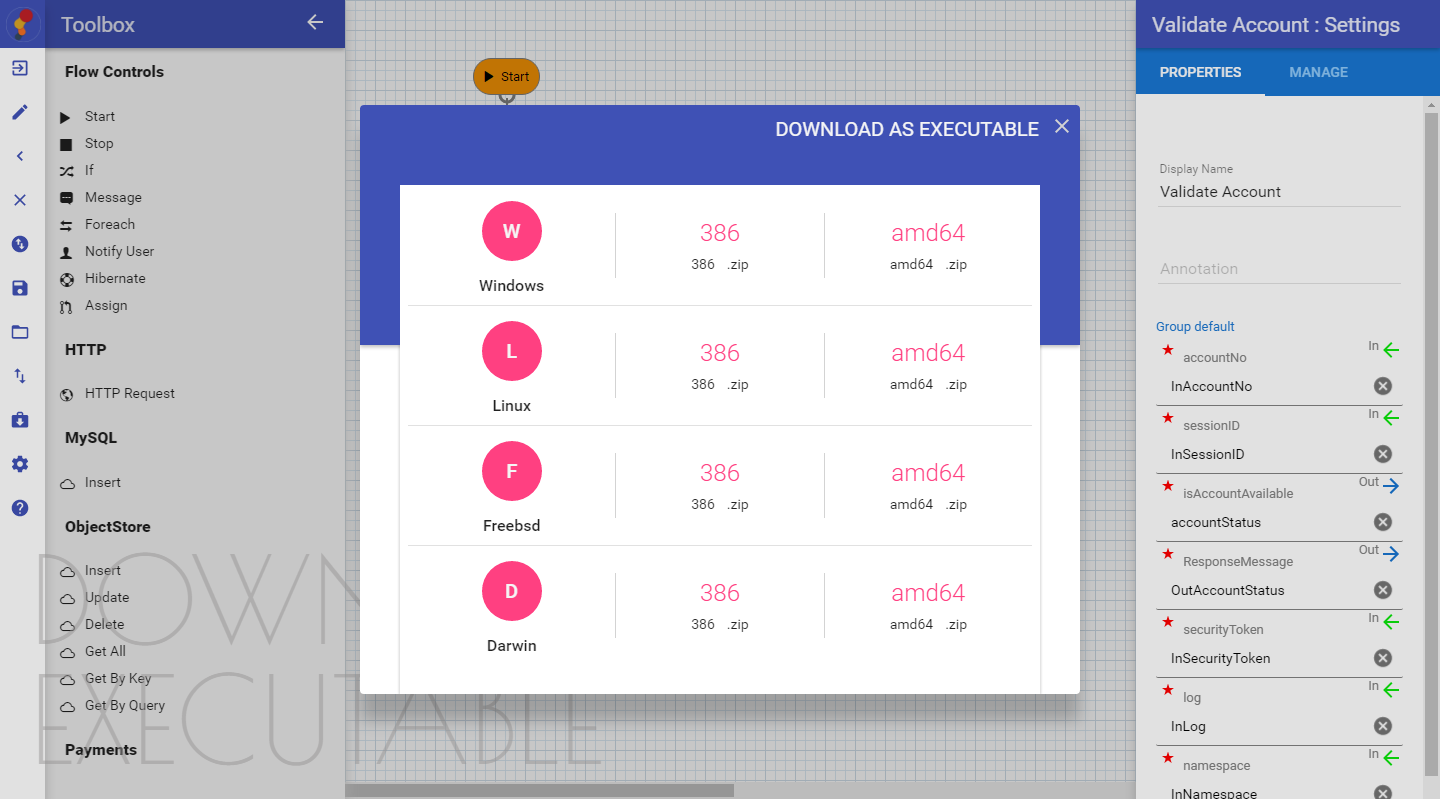 Toolbox
Flow Controls
Start
Stop
If
Message
Foreach
Notify User
Hibernate
Assign
HTTP
HTTP Request
MySQL
Insert
ObjectStore
Insert
Update
Delete
Get All
Get By Key
Get By Query
Payments
DOWN
EXECUTABLE
Start
DOWNLOAD AS EXECUTABLE
W
Windows
386
386 .zip
amd64
amd64 .zip
L
Linux
386
386 .zip
amd64
amd64 .zip
F
Freebsd
386
386 .zip
amd64
amd64 .zip
D
Darwin
386
386 .zip
amd64
amd64 .zip
Validate Account : Settings
PROPERTIES MANAGE
Display Name
Validate Account
Annotation
Group default
accountNo In
InAccountNo
sessionID In
InSessionID
isAccountAvailable Out
accountStatus
ResponseMessage Out
OutAccountStatus
securityToken In
InSecurityToken
log In
InLog
namespace In
InNamespace